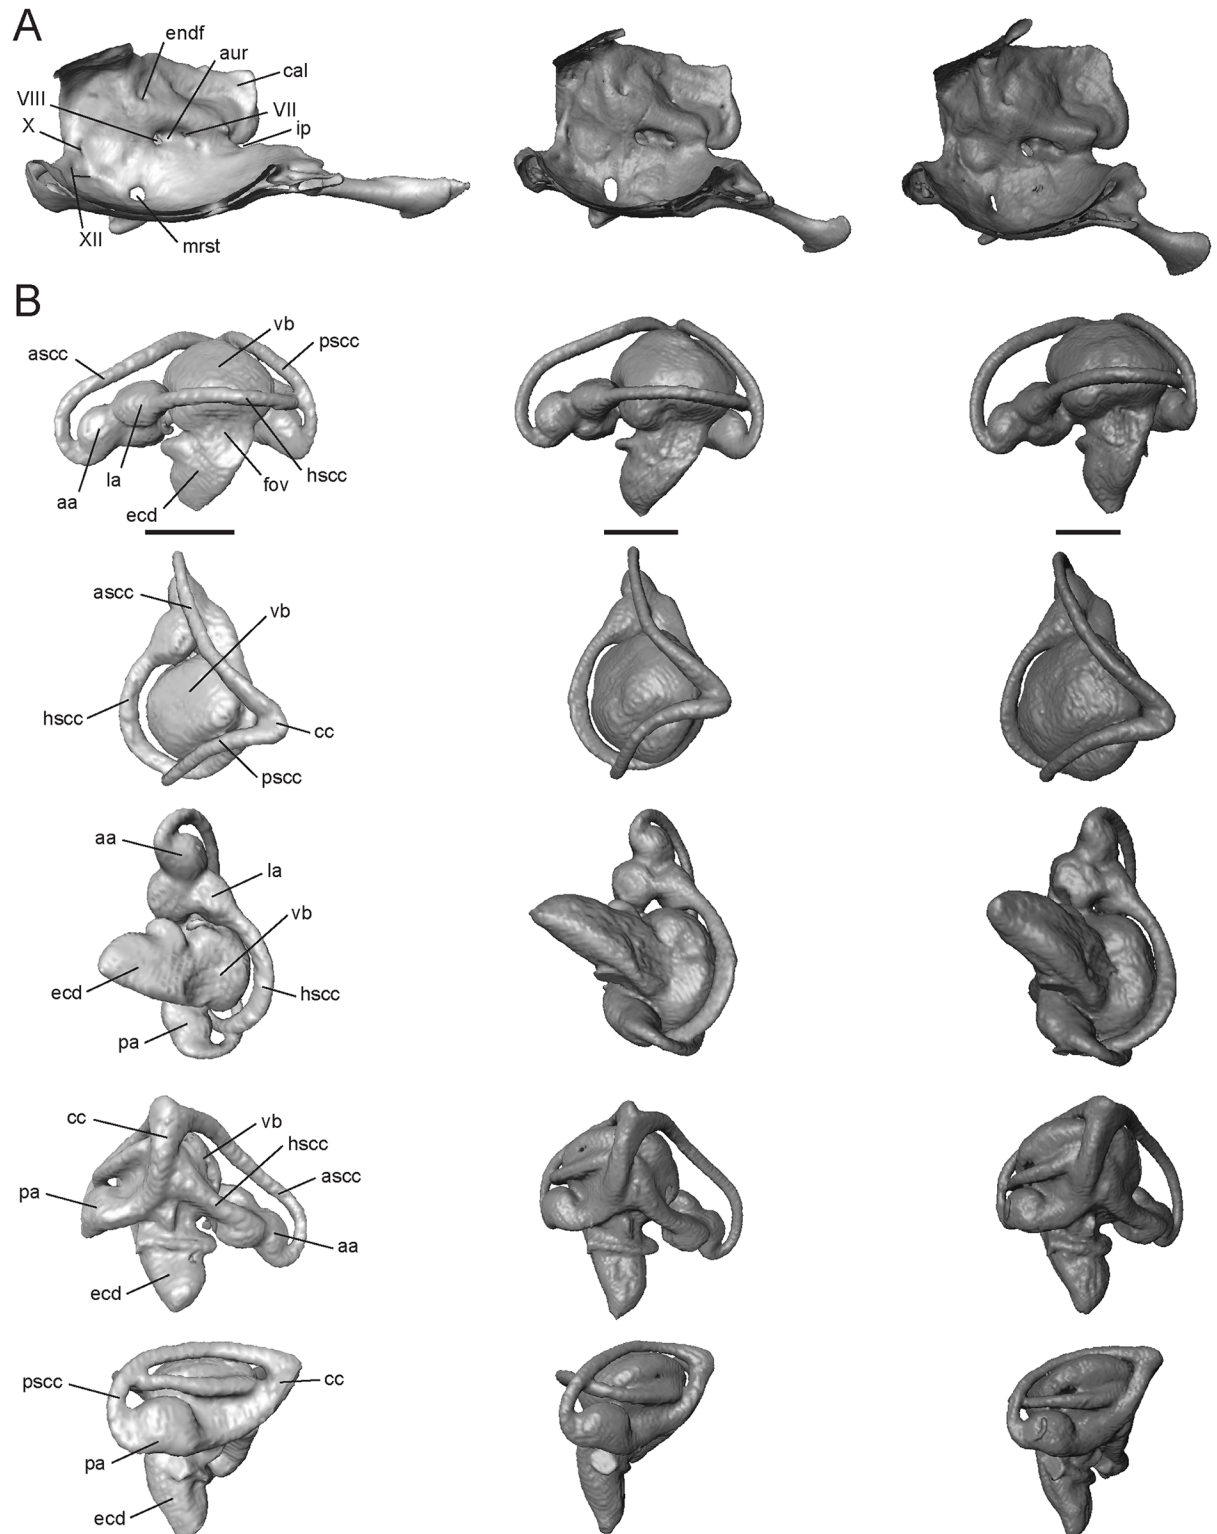 A
endf
aur
cal
VIII
VII
X
ip
XII
mrst
B
vb
pscc
ascc
la
aa
fov
hscc
ecd
ascc
vb
hscc
cc
pscc
aa
la
vb
ecd
hscc
pa
cc
vb
hscc
ascc
pa
aa
ecd
pscc
cc
pa
ecd